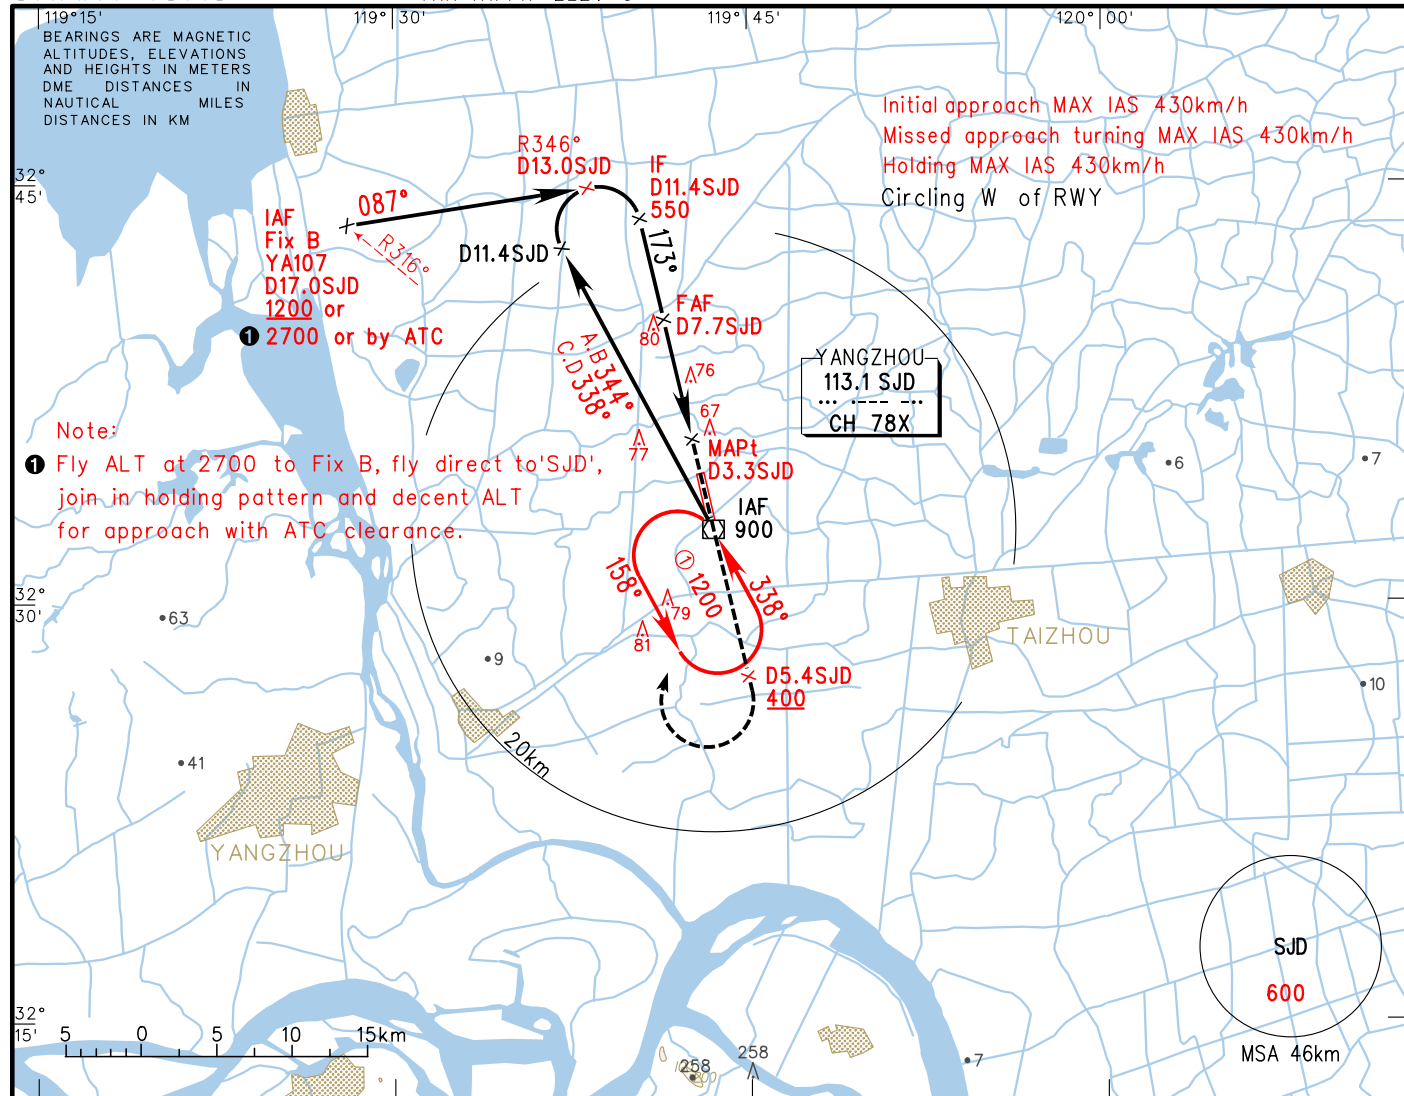 119°15'
119°30'
119°45'
120°00'
BEARINGS ARE MAGNETIC
ALTITUDES, ELEVATIONS
AND HEIGHTS IN METERS
DME DISTANCES IN
NAUTICAL MILES
DISTANCES IN KM
Initial approach MAX IAS 430km/h
Missed approach turning MAX IAS 430km/h
Holding MAX IAS 430km/h
Circling W of RWY
32°
45'
R346°
D13.0SJD
IF
D11.4SJD
550
087°
R316°
IAF
Fix B
YA107
D17.0SJD
1200 or
❶ 2700 or by ATC
D11.4SJD
173°
FAF
D7.7SJD
80
76
67
77
A.B344°
C.D338°
YANGZHOU
113.1 SJD
... .--- -..
CH 78X
MAPt
D3.3SJD
Note:
❶ Fly ALT at 2700 to Fix B, fly direct to'SJD',
join in holding pattern and decent ALT
for approach with ATC clearance.
6
7
IAF
900
158°
① 1200
338°
79
81
32°
30'
63
9
TAIZHOU
D5.4SJD
400
10
20km
41
YANGZHOU
SJD
600
MSA 46km
32°
15'
5 0 5 10 15km
258
258
7